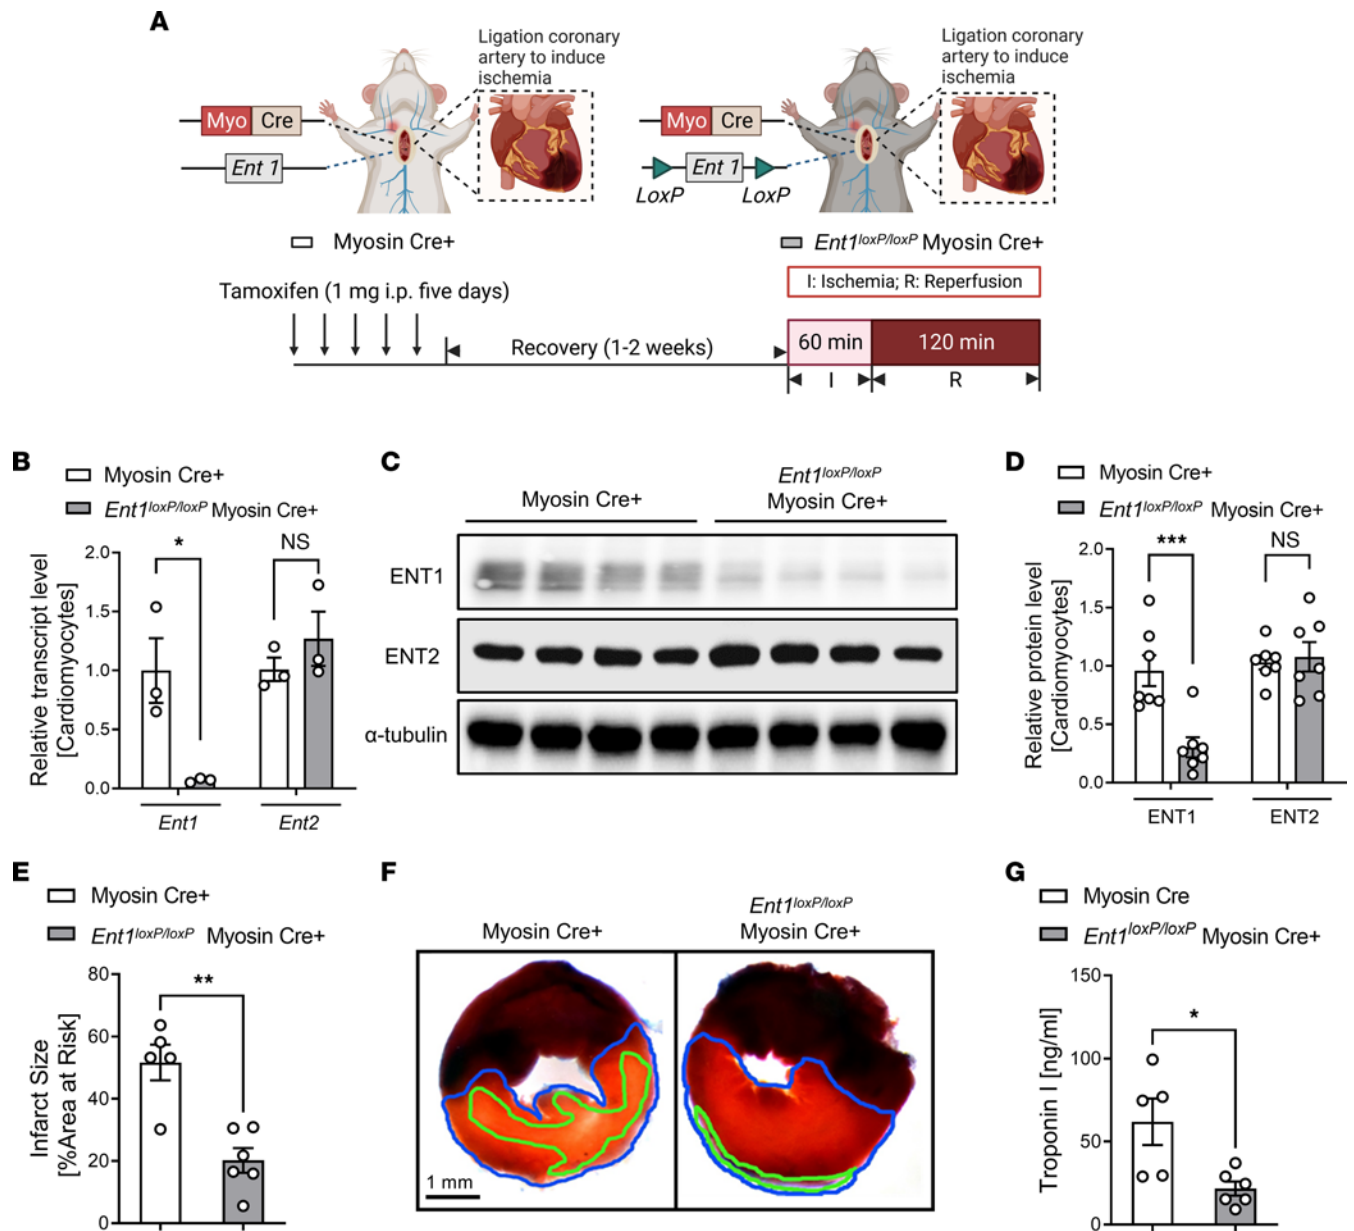 A
Ligation coronary
artery to induce
ischemia
Myo Cre
Ent 1
Myosin Cre+
Ligation coronary
artery to induce
ischemia
Myo Cre
Ent 1
LoxP LoxP
Ent1loxP/loxP Myosin Cre+
I: Ischemia; R: Reperfusion
Tamoxifen (1 mg i.p. five days)
Recovery (1-2 weeks)
60 min 120 min
I R
B
Myosin Cre+
Ent1loxP/loxP Myosin Cre+
Relative transcript level
[Cardiomyocytes]
2.0
1.5
1.0
0.5
0.0
* NS
Ent1 Ent2
C
Myosin Cre+
Ent1loxP/loxP
Myosin Cre+
ENT1
ENT2
α-tubulin
D
Myosin Cre+
Ent1loxP/loxP Myosin Cre+
Relative protein level
[Cardiomyocytes]
2.0
1.5
1.0
0.5
0.0
*** NS
ENT1 ENT2
E
Myosin Cre+
Ent1loxP/loxP Myosin Cre+
Infarct Size
[%Area at Risk]
80
60
40
20
0
**
F
Myosin Cre+
Ent1loxP/loxP
Myosin Cre+
1 mm
G
Myosin Cre
Ent1loxP/loxP Myosin Cre+
Troponin I [ng/ml]
150
100
50
0
*